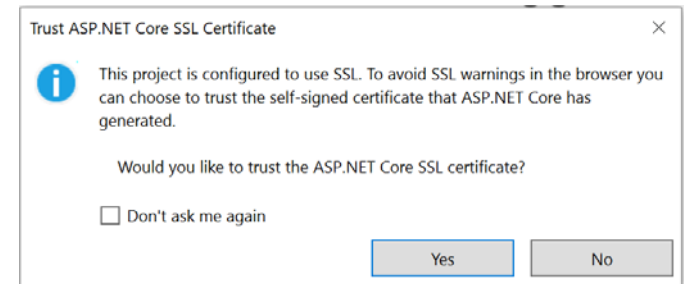 Trust ASP.NET Core SSL Certificate
This project is configured to use SSL. To avoid SSL warnings in the browser you
can choose to trust the self-signed certificate that ASP.NET Core has
generated.
Would you like to trust the ASP.NET Core SSL certificate?
Don't ask me again
Yes
No